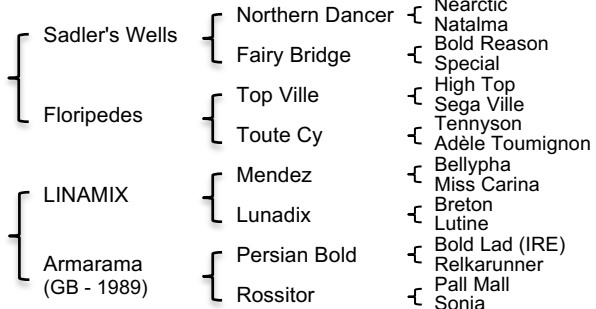 Sadler's Wells
Floripedes
LINAMIX
Armarama
(GB - 1989)
Northern Dancer
Fairy Bridge
Top Ville
Toute Cy
Mendez
Lunadix
Persian Bold
Rossitor
Nearctic
Natalma
Bold Reason
Special
High Top
Sega Ville
Tennyson
Adèle Toumignon
Bellypha
Miss Carina
Breton
Lutine
Bold Lad (IRE)
Relkarunner
Pall Mall
Sonia